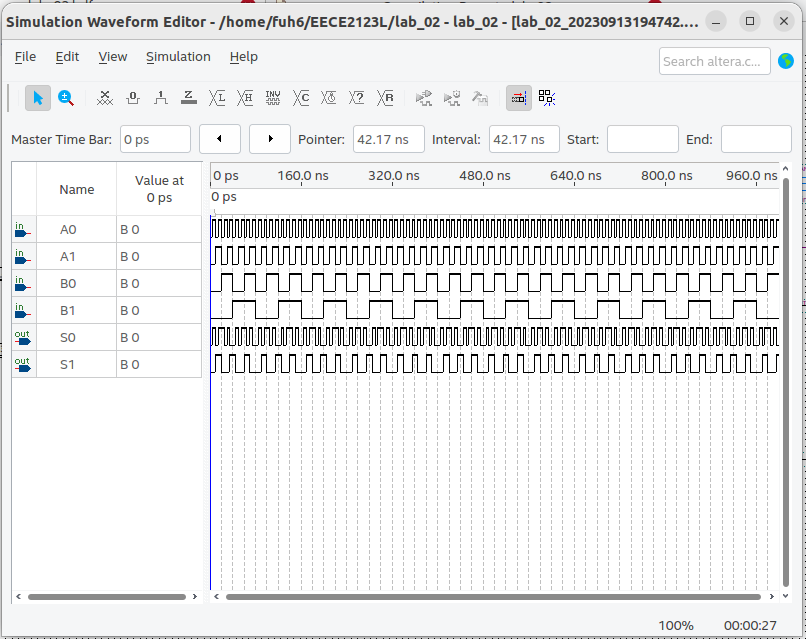 Simulation Waveform Editor - /home/fuh6/EECE2123L/lab_02 - lab_02 - [lab_02_20230913194742....
File Edit View Simulation Help
Search altera.c...
Master Time Bar: 0 ps Pointer: 42.17 ns Interval: 42.17 ns Start: End:
Name Value at 0 ps
0 ps 160.0 ns 320.0 ns 480.0 ns 640.0 ns 800.0 ns 960.0 ns
0 ps
in A0 B 0
in A1 B 0
in B0 B 0
in B1 B 0
out S0 B 0
out S1 B 0
100% 00:00:27